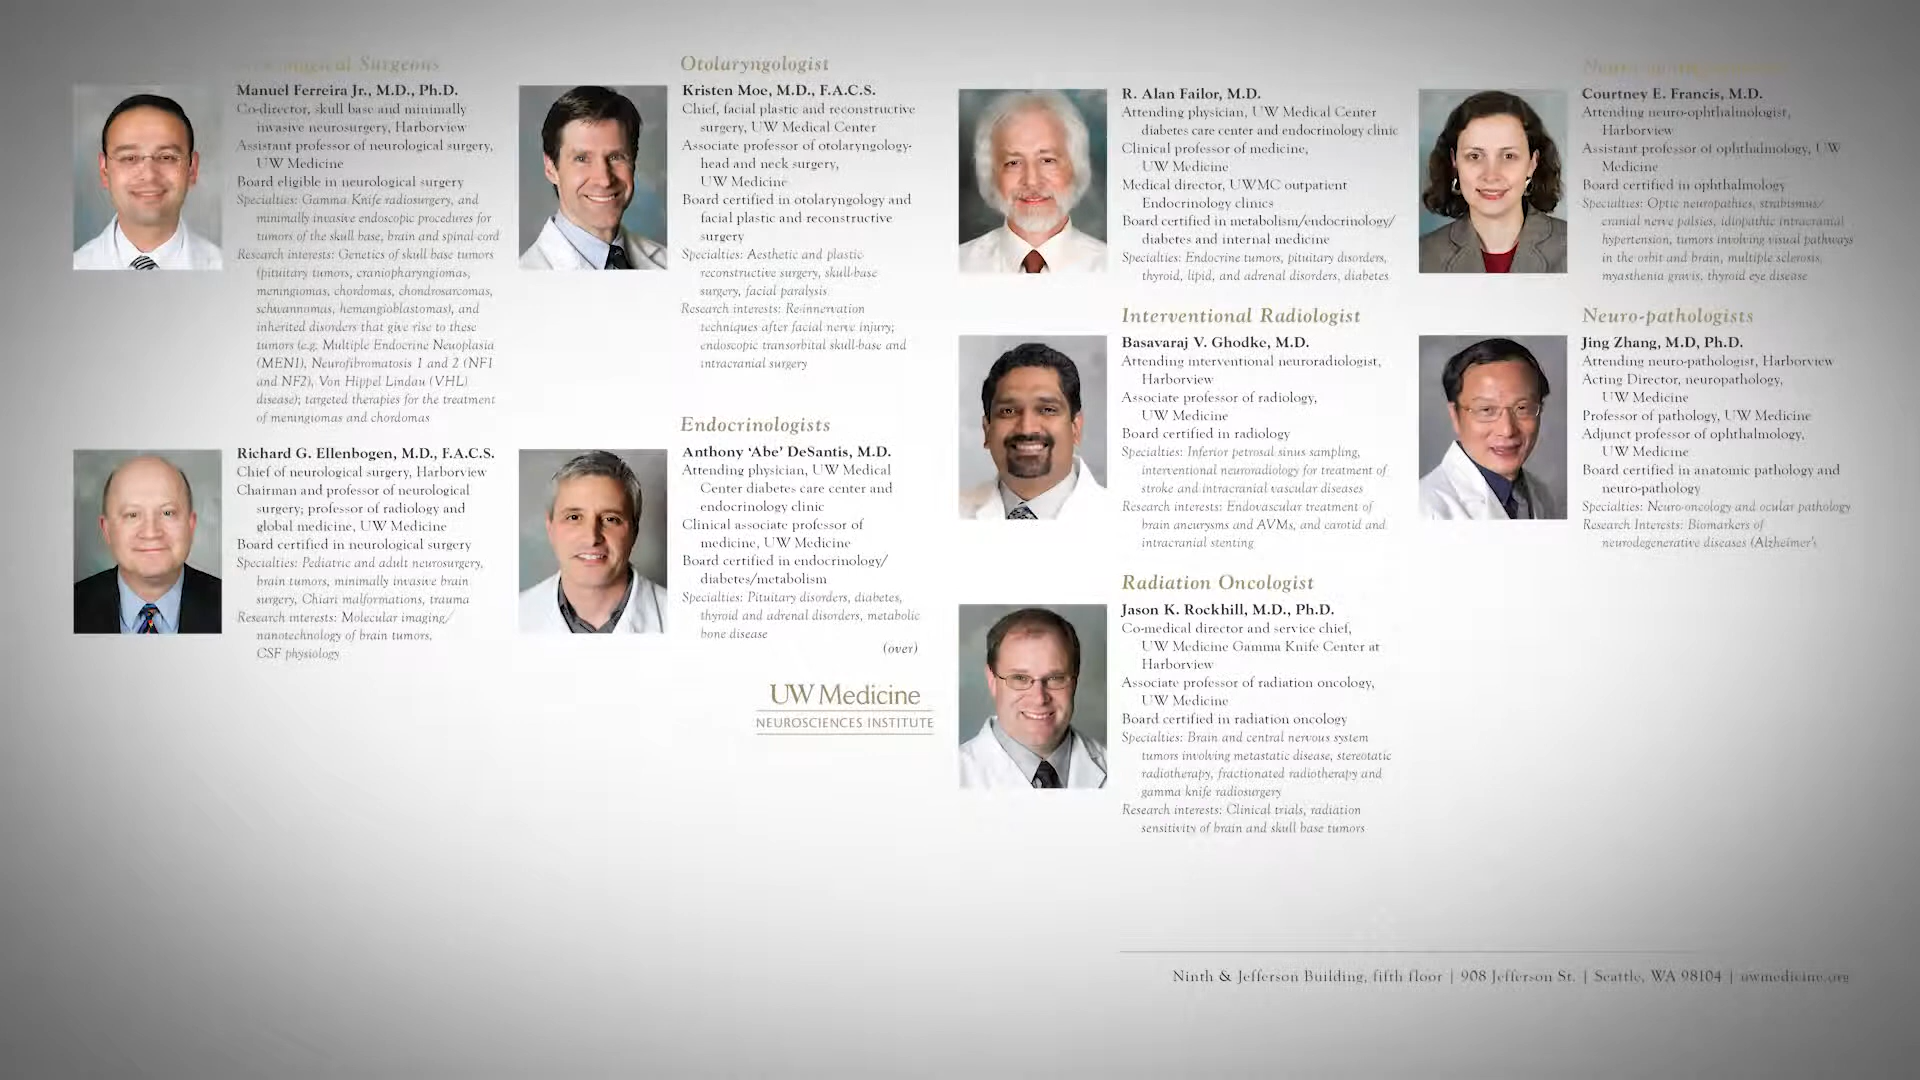 Surgeons
Manuel Ferreira Jr., M.D., Ph.D.
Co-director, skull base and minimally
invasive neurosurgery, Harborview
Assistant professor of neurological surgery,
UW Medicine
Board eligible in neurological surgery
Specialties: Gamma Knife radiosurgery, and
minimally invasive endoscopic procedures for
tumors of the skull base, brain and spinal cord
Research interests: Genetics of skull base tumors
(pituitary tumors, craniopharyngiomas,
meningiomas, chordomas, chondrosarcomas,
schwannomas, hemangioblastomas), and
inherited disorders that give rise to these
tumors (e.g. Multiple Endocrine Neuoplasia
(MEN1), Neurofibromatosis 1 and 2 (NF1
and NF2), Von Hippel Lindau (VHL)
disease); targeted therapies for the treatment
of meningiomas and chordomas
Richard G. Ellenbogen, M.D., F.A.C.S.
Chief of neurological surgery, Harborview
Chairman and professor of neurological
surgery; professor of radiology and
global medicine, UW Medicine
Board certified in neurological surgery
Specialties: Pediatric and adult neurosurgery,
brain tumors, minimally invasive brain
surgery, Chiari malformations, trauma
Research interests: Molecular imaging/
nanotechnology of brain tumors,
CSF physiology
Otolaryngologist
Kristen Moe, M.D., F.A.C.S.
Chief, facial plastic and reconstructive
surgery, UW Medical Center
Associate professor of otolaryngology-
head and neck surgery,
UW Medicine
Board certified in otolaryngology and
facial plastic and reconstructive
surgery
Specialties: Aesthetic and plastic
reconstructive surgery, skull-base
surgery, facial paralysis
Research interests: Re-innervation
techniques after facial nerve injury;
endoscopic transorbital skull-base and
intracranial surgery
Endocrinologists
Anthony ‘Abe’ DeSantis, M.D.
Attending physician, UW Medical
Center diabetes care center and
endocrinology clinic
Clinical associate professor of
medicine, UW Medicine
Board certified in endocrinology/
diabetes/metabolism
Specialties: Pituitary disorders, diabetes,
thyroid and adrenal disorders, metabolic
bone disease
(over)
UW Medicine
NEUROSCIENCES INSTITUTE
R. Alan Failor, M.D.
Attending physician, UW Medical Center
diabetes care center and endocrinology clinic
Clinical professor of medicine,
UW Medicine
Medical director, UWMC outpatient
Endocrinology clinics
Board certified in metabolism/endocrinology/
diabetes and internal medicine
Specialties: Endocrine tumors, pituitary disorders,
thyroid, lipid, and adrenal disorders, diabetes
Interventional Radiologist
Basavaraj V. Ghodke, M.D.
Attending interventional neuroradiologist,
Harborview
Associate professor of radiology,
UW Medicine
Board certified in radiology
Specialties: Inferior petrosal sinus sampling,
interventional neuroradiology for treatment of
stroke and intracranial vascular diseases
Research interests: Endovascular treatment of
brain aneurysms and AVMs, and carotid and
intracranial stenting
Radiation Oncologist
Jason K. Rockhill, M.D., Ph.D.
Co-medical director and service chief,
UW Medicine Gamma Knife Center at
Harborview
Associate professor of radiation oncology,
UW Medicine
Board certified in radiation oncology
Specialties: Brain and central nervous system
tumors involving metastatic disease, stereotatic
radiotherapy, fractionated radiotherapy and
gamma knife radiosurgery
Research interests: Clinical trials, radiation
sensitivity of brain and skull base tumors
Courtney E. Francis, M.D.
Attending neuro-ophthalmologist,
Harborview
Assistant professor of ophthalmology, UW
Medicine
Board certified in ophthalmology
Specialties: Optic neuropathies, strabismus/
cranial nerve palsies, idiopathic intracranial
hypertension, tumors involving visual pathways
in the orbit and brain, multiple sclerosis,
myasthenia gravis, thyroid eye disease
Neuro-pathologists
Jing Zhang, M.D, Ph.D.
Attending neuro-pathologist, Harborview
Acting Director, neuropathology,
UW Medicine
Professor of pathology, UW Medicine
Adjunct professor of ophthalmology,
UW Medicine
Board certified in anatomic pathology and
neuro-pathology
Specialties: Neuro-oncology and ocular pathology
Research Interests: Biomarkers of
neurodegenerative diseases (Alzheimer's
Ninth & Jefferson Building, fifth floor | 908 Jefferson St. | Seattle, WA 98104 | uwmedicine.org